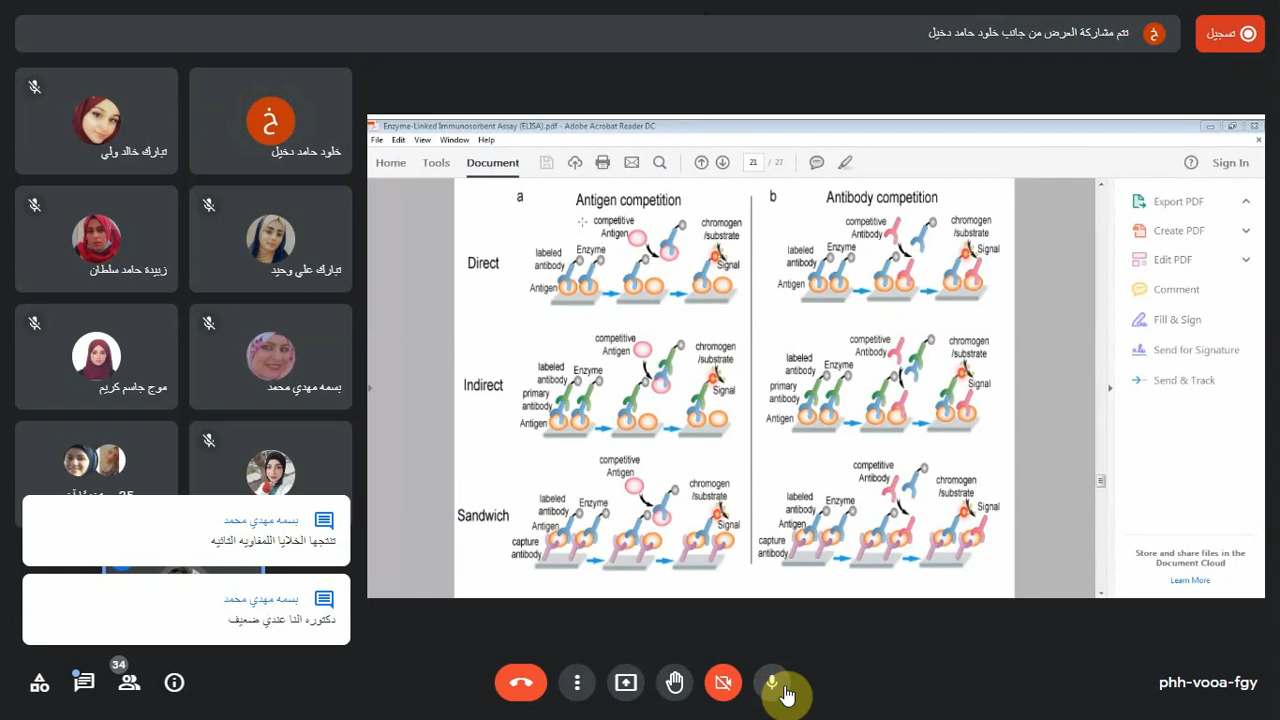 تتم مشاركة العرض من جانب خلود حامد دخيل
خ
تسجيل
تبارك خالد ولي
خ
خلود حامد دخيل
زبيدة حامد سلطان
تبارك علي وحيد
موج جاسم كريم
بسمه مهدي محمد
بسمه مهدي محمد
تنتجها الخلايا اللمفاويه التائيه
بسمه مهدي محمد
دكتوره النا عندي ضعيف
34
phh-vooa-fgy
Enzyme-Linked Immunosorbent Assay (ELISA).pdf - Adobe Acrobat Reader DC
File Edit View Window Help
Home Tools Document
21 / 27
Sign In
a
Antigen competition
b
Antibody competition
Direct
competitive
Antigen
chromogen
/substrate
labeled
antibody
Enzyme
Signal
Antigen
competitive
Antibody
chromogen
/substrate
labeled
antibody
Enzyme
Signal
Antigen
Indirect
competitive
Antigen
chromogen
/substrate
labeled
antibody
Enzyme
Signal
primary
antibody
Antigen
competitive
Antibody
chromogen
/substrate
labeled
antibody
Enzyme
Signal
primary
antibody
Antigen
Sandwich
competitive
Antigen
chromogen
/substrate
labeled
antibody
Enzyme
Signal
Antigen
capture
antibody
competitive
Antibody
chromogen
/substrate
labeled
antibody
Enzyme
Signal
Antigen
capture
antibody
Export PDF
Create PDF
Edit PDF
Comment
Fill & Sign
Send for Signature
Send & Track
Store and share files in the
Document Cloud
Learn More